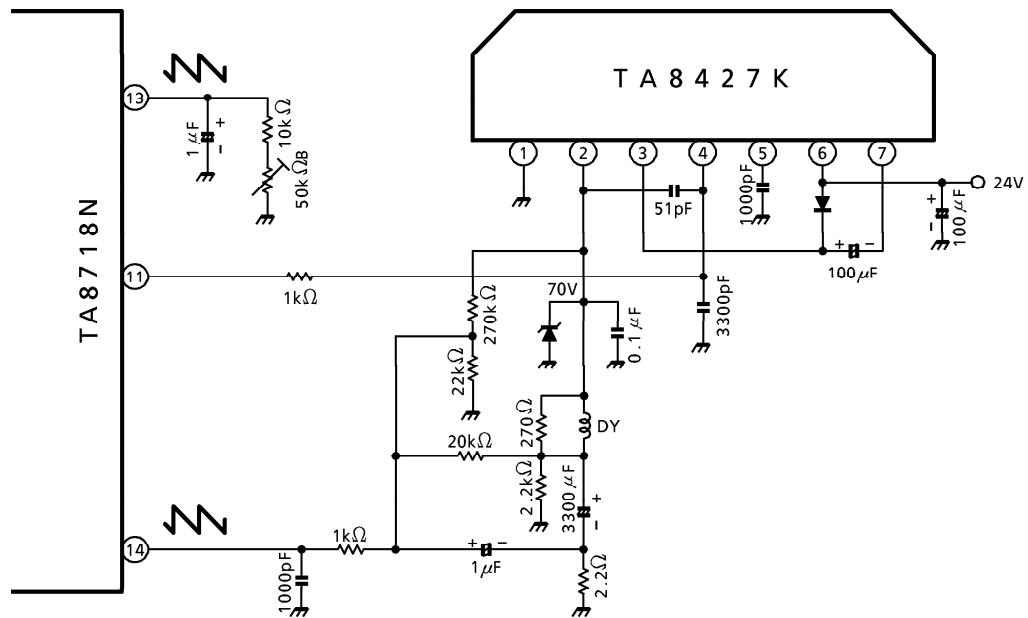 TA8427K
TA8718N
13
1μF
+
-
10kΩ
50kΩB
1
2
3
4
5
6
7
51pF
1000pF
24V
+
-
100μF
+
-
100μF
11
1kΩ
70V
270kΩ
22kΩ
0.1μF
3300pF
270Ω
DY
20kΩ
2.2kΩ
3300μF
+
-
14
1kΩ
1000pF
+
-
1μF
2.2Ω